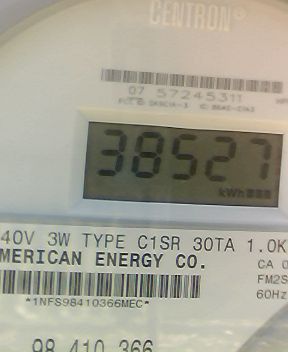 CENTRON®
07 57245311
38527
kWh
40V 3W TYPE C1SR 30TA 1.0K
MERICAN ENERGY CO.
CA 0
FM2S
*1NFS98410366MEC*
60Hz
98 410 366